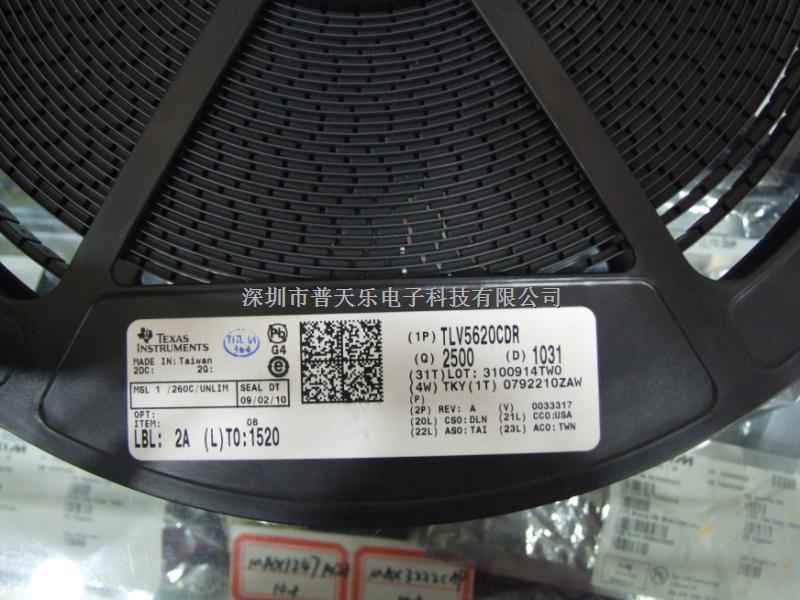 深圳市普天乐电子科技有限公司
TEXAS INSTRUMENTS
MADE IN: Taiwan
2DC: 2Q:
MSL 1 /260C/UNLIM
SEAL DT
09/02/10
OPT:
ITEM: 08
LBL: 2A (L)TO:1520
Pb
G4
e
(1P) TLV5620CDR
(Q) 2500 (D) 1031
(31T)LOT: 3100914TWO
(4W) TKY(1T) 0792210ZAW
(P)
(2P) REV: A (V) 0033317
(20L) CSO:DLN (21L) CCO:USA
(22L) ASO:TAI (23L) ACO:TWN
MAX3222CAP